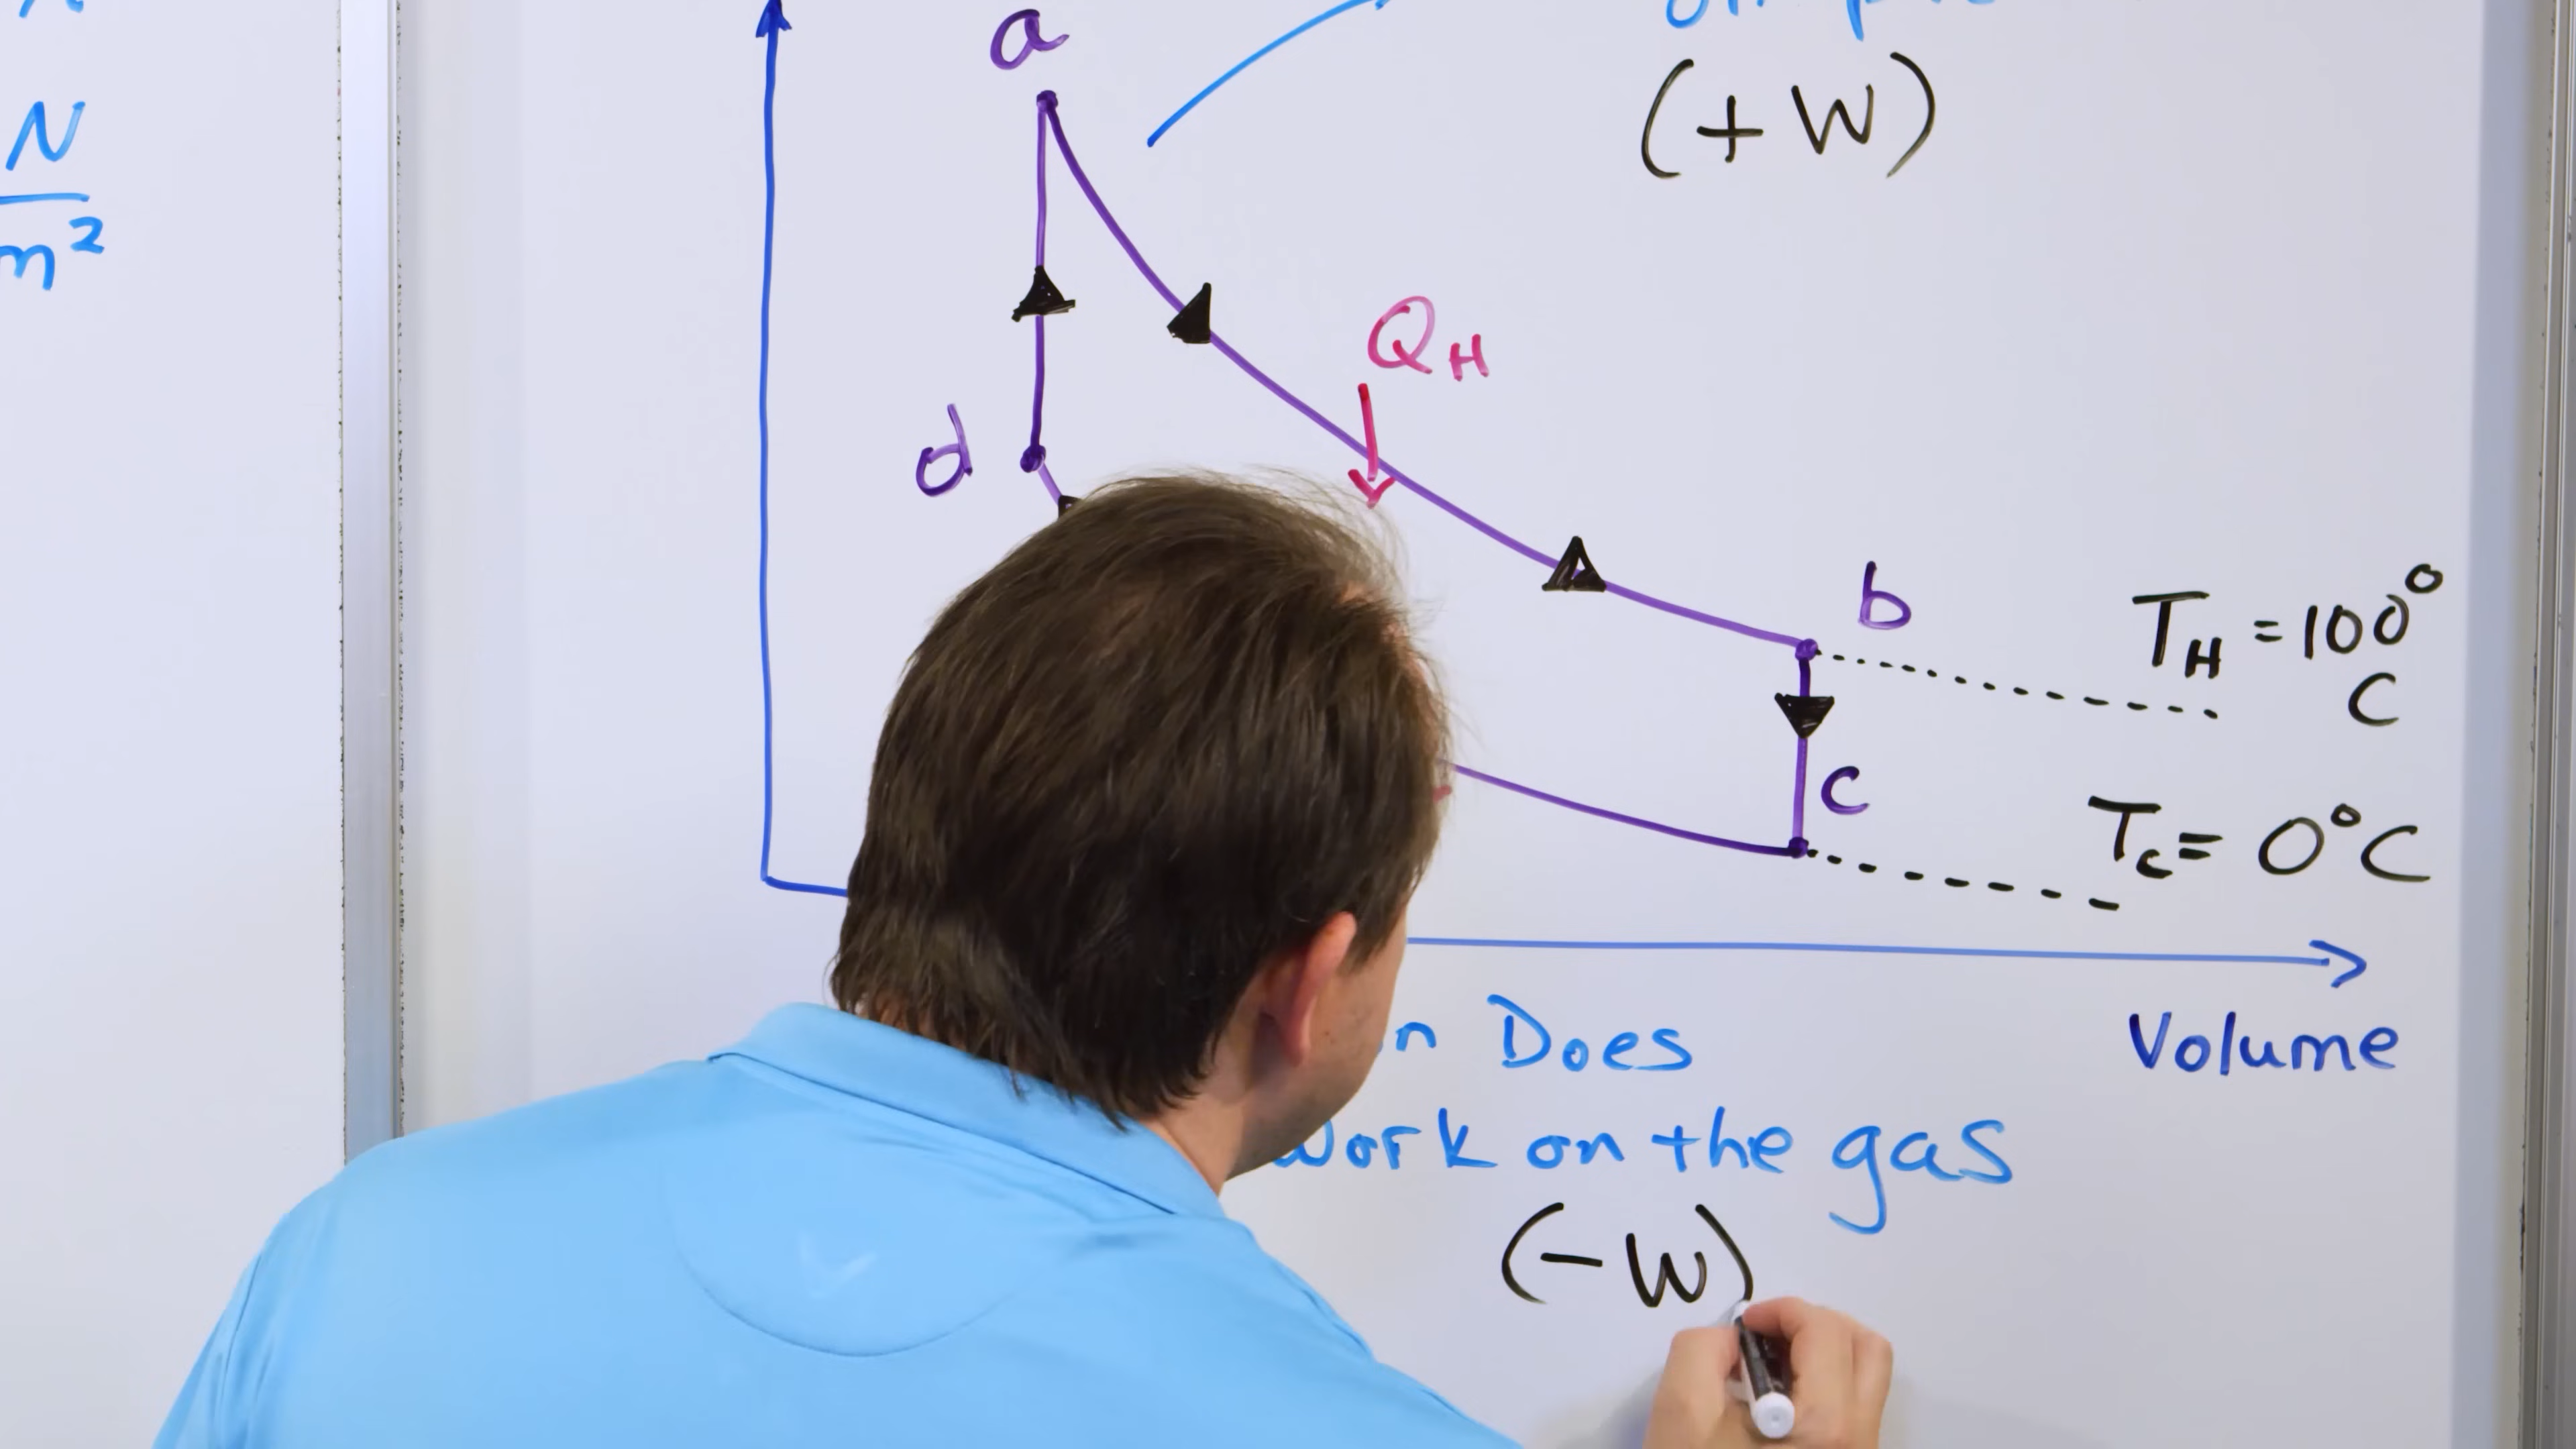 N
m²
a
(+W)
Q_H
d
b
T_H = 100° C
c
T_C = 0°C
Does
Volume
Work on the gas
(-W)